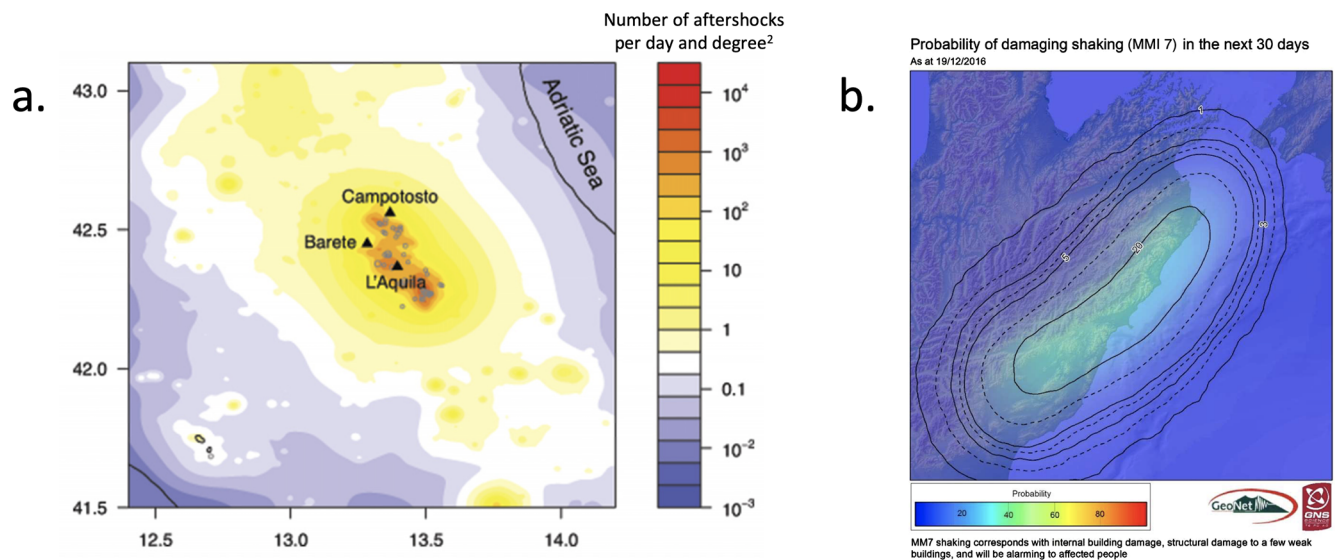 a.
Number of aftershocks
per day and degree²
43.0
42.5
42.0
41.5
12.5
13.0
13.5
14.0
Adriatic Sea
Campotosto
Barete
L'Aquila
10⁴
10³
10²
10
1
0.1
10⁻²
10⁻³
b.
Probability of damaging shaking (MMI 7) in the next 30 days
As at 19/12/2016
1
5
20
Probability
20
40
60
80
GeoNet
GNS
SCIENCE
MM7 shaking corresponds with internal building damage, structural damage to a few weak
buildings, and will be alarming to affected people